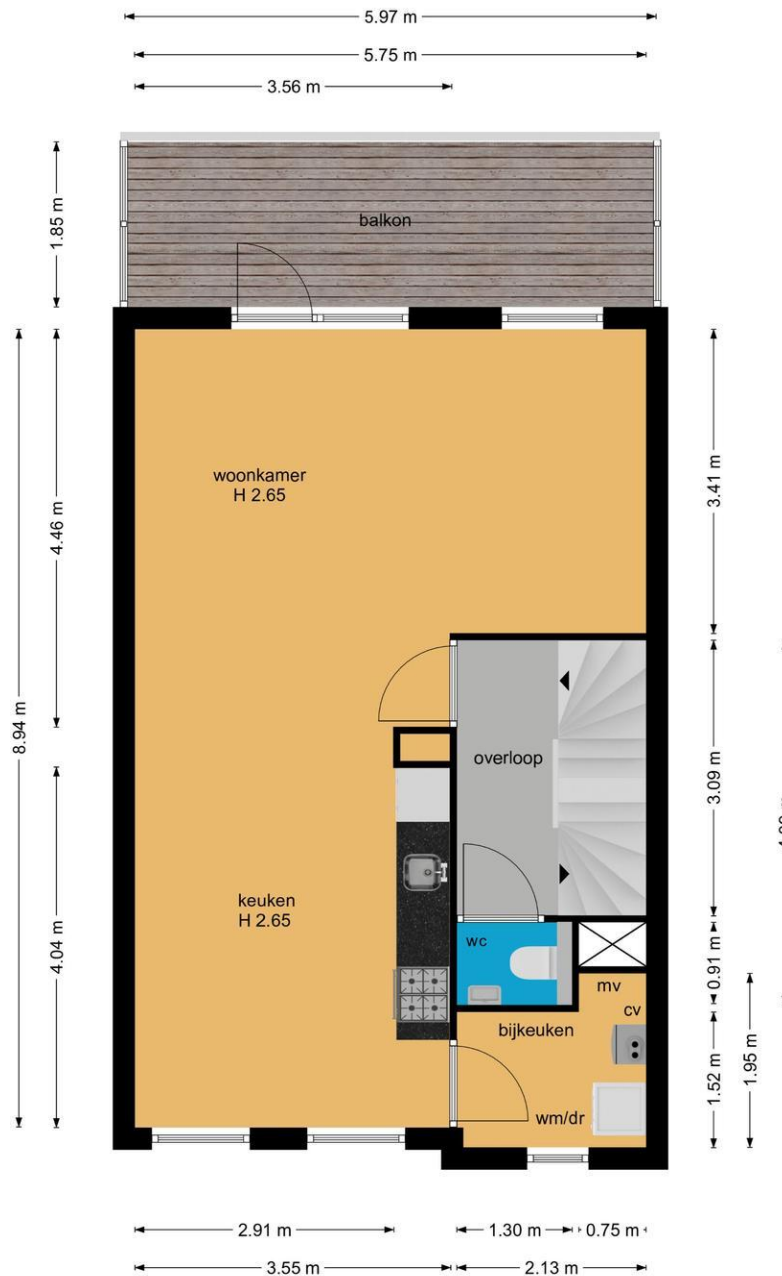 5.97 m
5.75 m
3.56 m
1.85 m
balkon
woonkamer
H 2.65
4.46 m
3.41 m
8.94 m
overloop
3.09 m
keuken
H 2.65
4.04 m
wc
0.91 m
mv
cv
bijkeuken
1.52 m
1.95 m
wm/dr
2.91 m
1.30 m
0.75 m
3.55 m
2.13 m